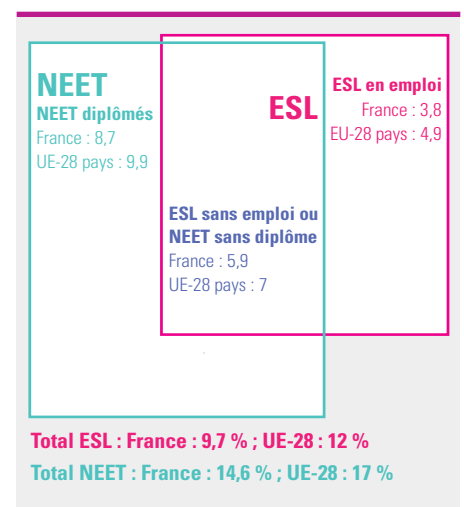 NEET
NEET diplômés
France : 8,7
UE-28 pays : 9,9
ESL
ESL en emploi
France : 3,8
EU-28 pays : 4,9
ESL sans emploi ou
NEET sans diplôme
France : 5,9
UE-28 pays : 7
Total ESL : France : 9,7 % ; UE-28 : 12 %
Total NEET : France : 14,6 % ; UE-28 : 17 %